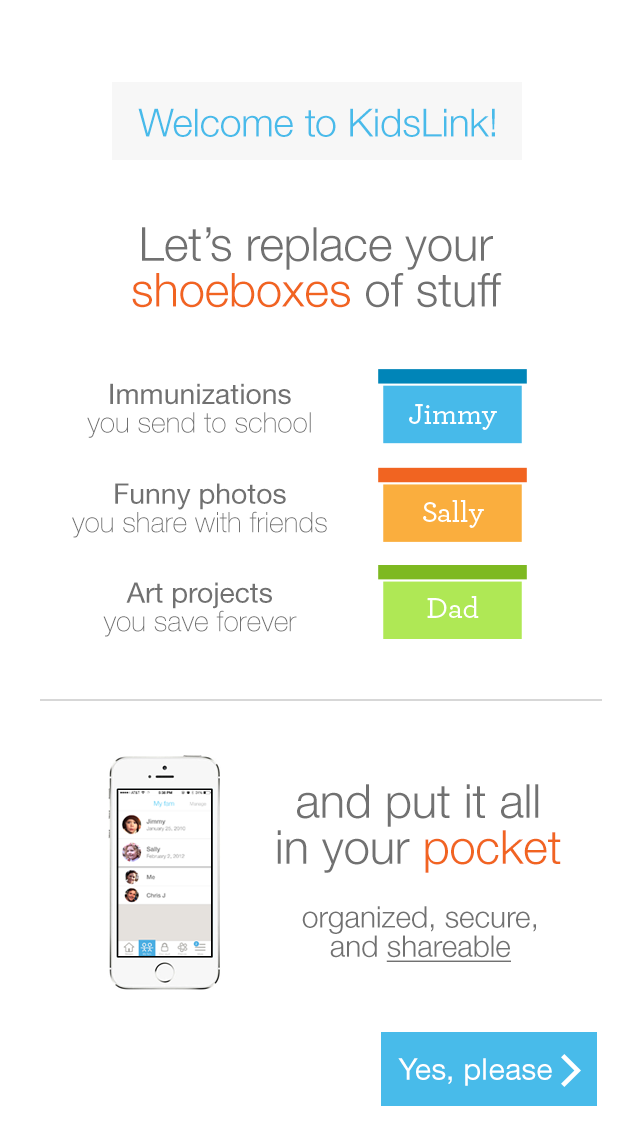 Welcome to KidsLink!
Let's replace your
shoeboxes of stuff
Immunizations
you send to school
Jimmy
Funny photos
you share with friends
Sally
Art projects
you save forever
Dad
My fam
Manage
Jimmy
January 25, 2010
Sally
February 2, 2012
Me
Chris J
and put it all
in your pocket
organized, secure,
and shareable
Yes, please